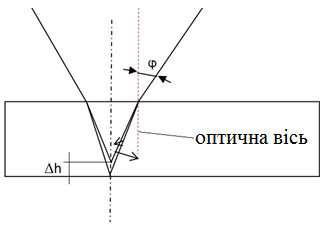 φ
оптична вісь
Δh